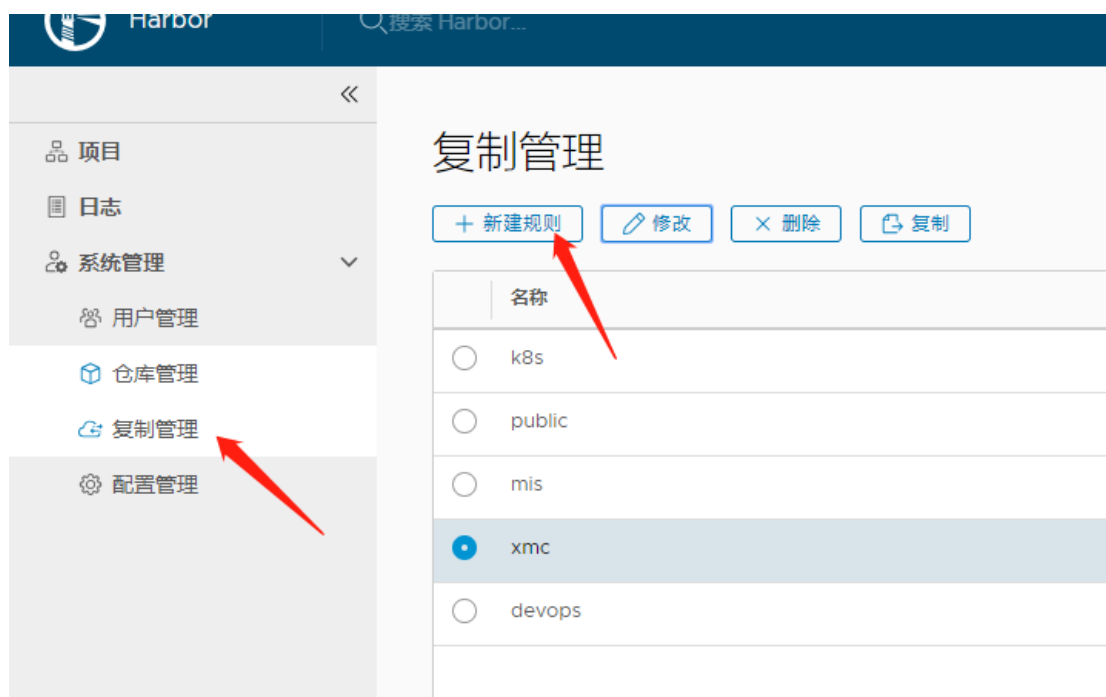 Harbor
搜索 Harbor...
项目
日志
系统管理
用户管理
仓库管理
复制管理
配置管理
复制管理
新建规则
修改
删除
复制
名称
k8s
public
mis
xmc
devops